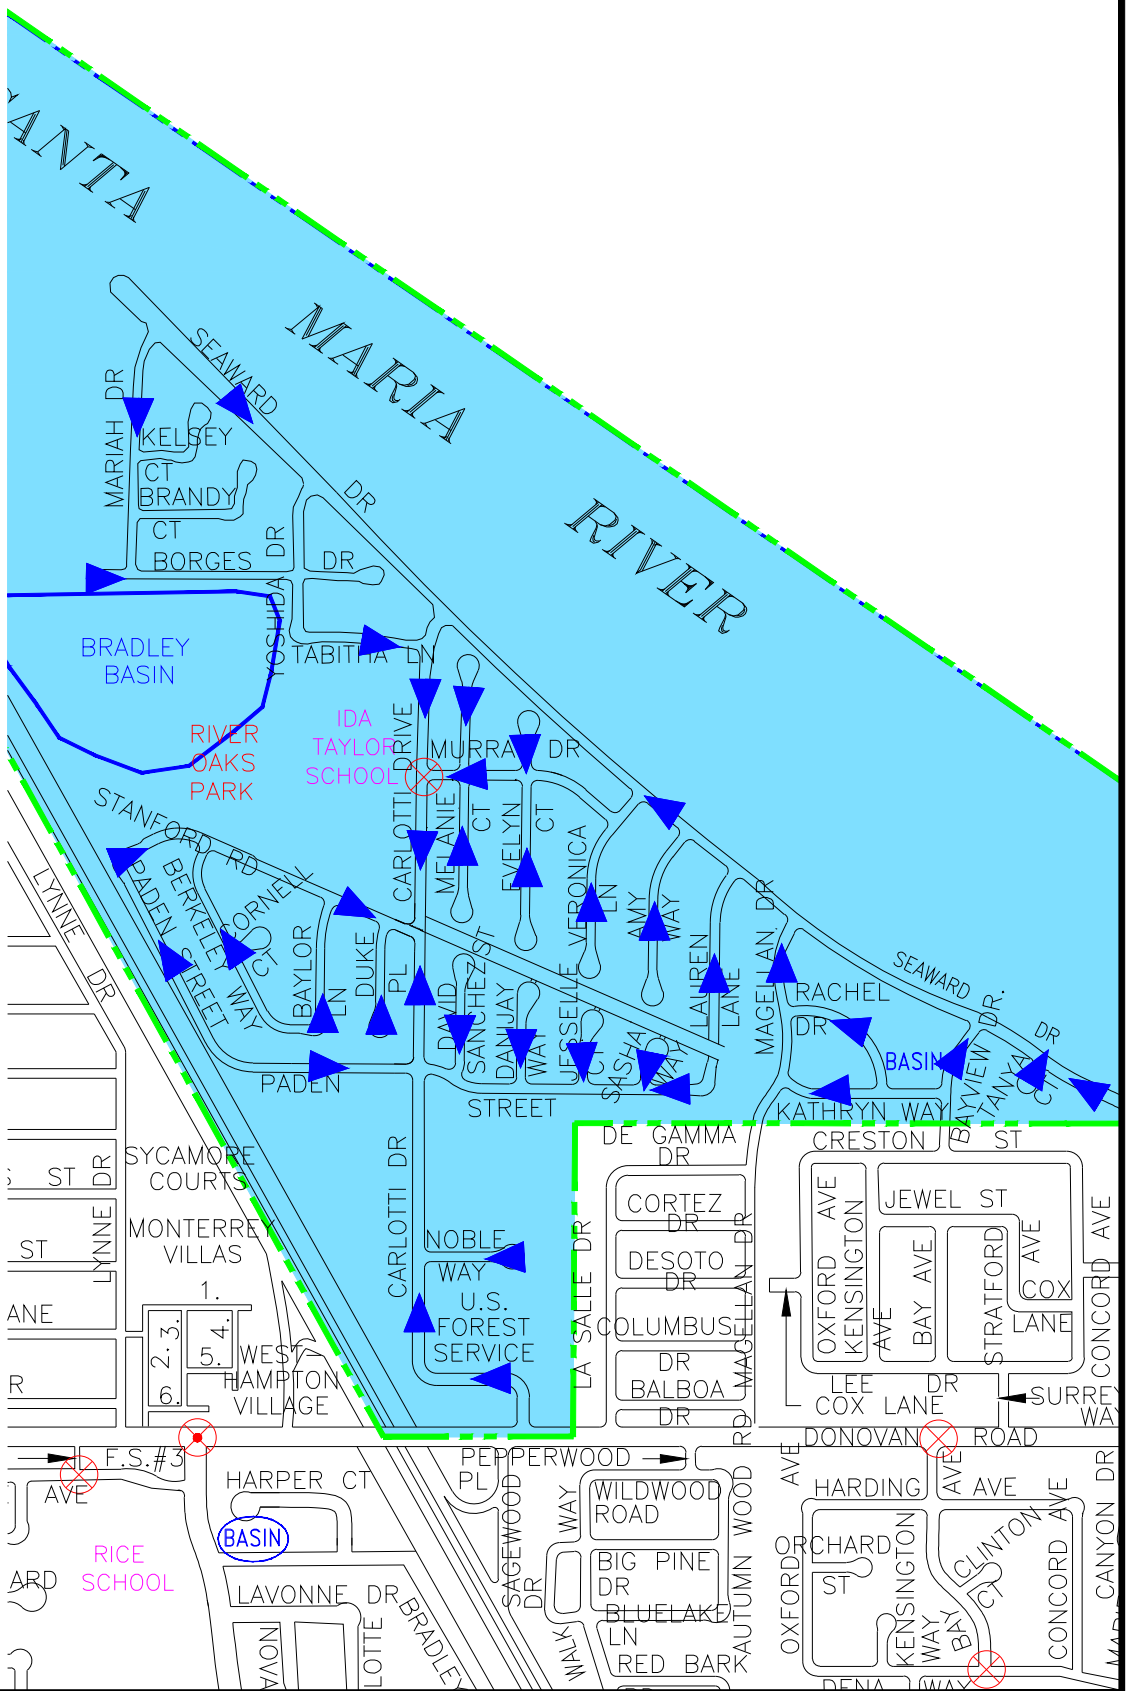 SANTA
MARIA
RIVER
SEAWARD
DR
MARIAH DR
KELSEY
CT
BRANDY
CT
BORGES
DR
YOSHIDA DR
TABITHA LN
BRADLEY
BASIN
RIVER
OAKS
PARK
IDA
TAYLOR
SCHOOL
CARLOTTI DRIVE
MURRAY DR
MELANIE
CT
EVELYN
CT
VERONICA
LN
AMY
WAY
LAUREN
LANE
MAGELLAN DR
STANFORD RD
PADEN STREET
BERKELEY WAY
CORNELL
CT
BAYLOR
LN
DUKE
PL
DAVID
SANCHEZ ST
DANIJAY
WAY
JESSELLE
CT
SASHA
WAY
SEAWARD
DR
RACHEL
DR
BASIN
BAYVIEW DR.
TANYA
CT
KATHRYN WAY
PADEN
STREET
LYNNE DR
CARLOTTI DR
NOBLE
WAY
U.S.
FOREST
SERVICE
DE GAMMA
DR
CRESTON ST
CORTEZ
DR
DESOTO
DR
COLUMBUS
DR
BALBOA
DR
LA SALLE DR
MAGELLAN DR
OXFORD AVE
KENSINGTON
AVE
JEWEL ST
BAY AVE
STRATFORD
AVE
COX
LANE
CONCORD AVE
LEE DR
COX LANE
SURREY
WAY
SYCAMORE
COURTS
MONTERREY
VILLAS
LYNNE DR
ST
ST
ANE
R
1.
2.
3.
4.
5.
6.
WEST
HAMPTON
VILLAGE
DONOVAN ROAD
F.S.#3
AVE
HARPER CT
BASIN
RICE
SCHOOL
ARD
LAVONNE DR
BRADLEY
LOTTE
PEPPERWOOD
PL
SAGEWOOD
DR
WAY
WALK
WILDWOOD
ROAD
BIG PINE
DR
BLUELAKE
LN
RED BARK
AUTUMN WOOD RD
AVE
OXFORD
HARDING AVE
AVE
ORCHARD
ST
KENSINGTON
WAY
BAY
CLINTON
CT
CONCORD AVE
CANYON DR
DENA WAY